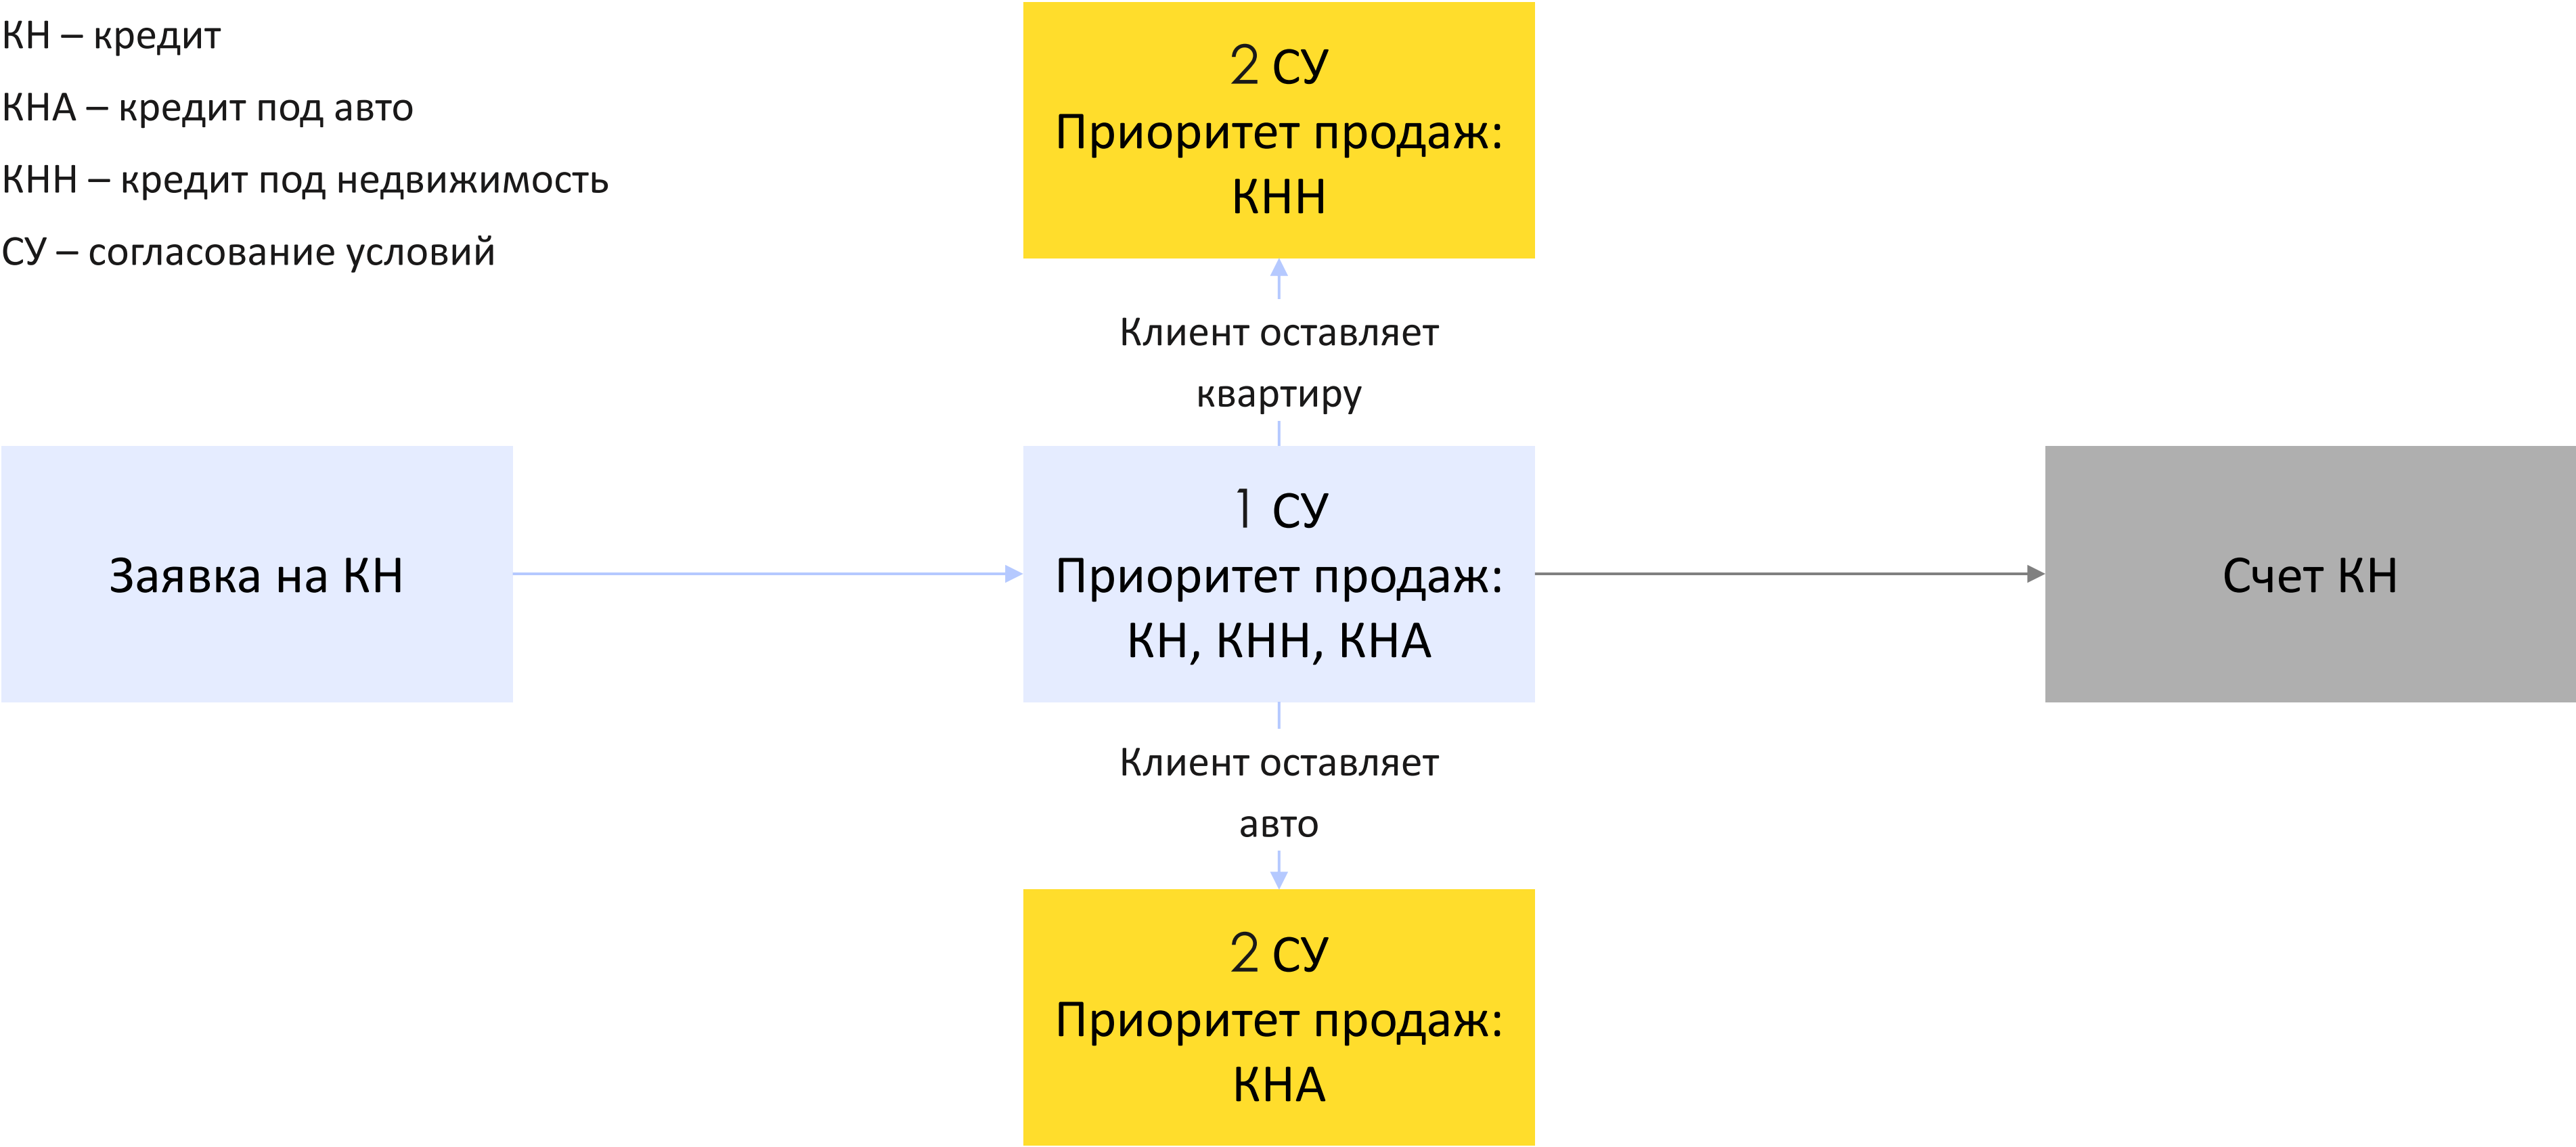 КН – кредит
КНА – кредит под авто
КНН – кредит под недвижимость
СУ – согласование условий
2 СУ
Приоритет продаж:
КНН
Клиент оставляет
квартиру
Заявка на КН
1 СУ
Приоритет продаж:
КН, КНН, КНА
Счет КН
Клиент оставляет
авто
2 СУ
Приоритет продаж:
КНА